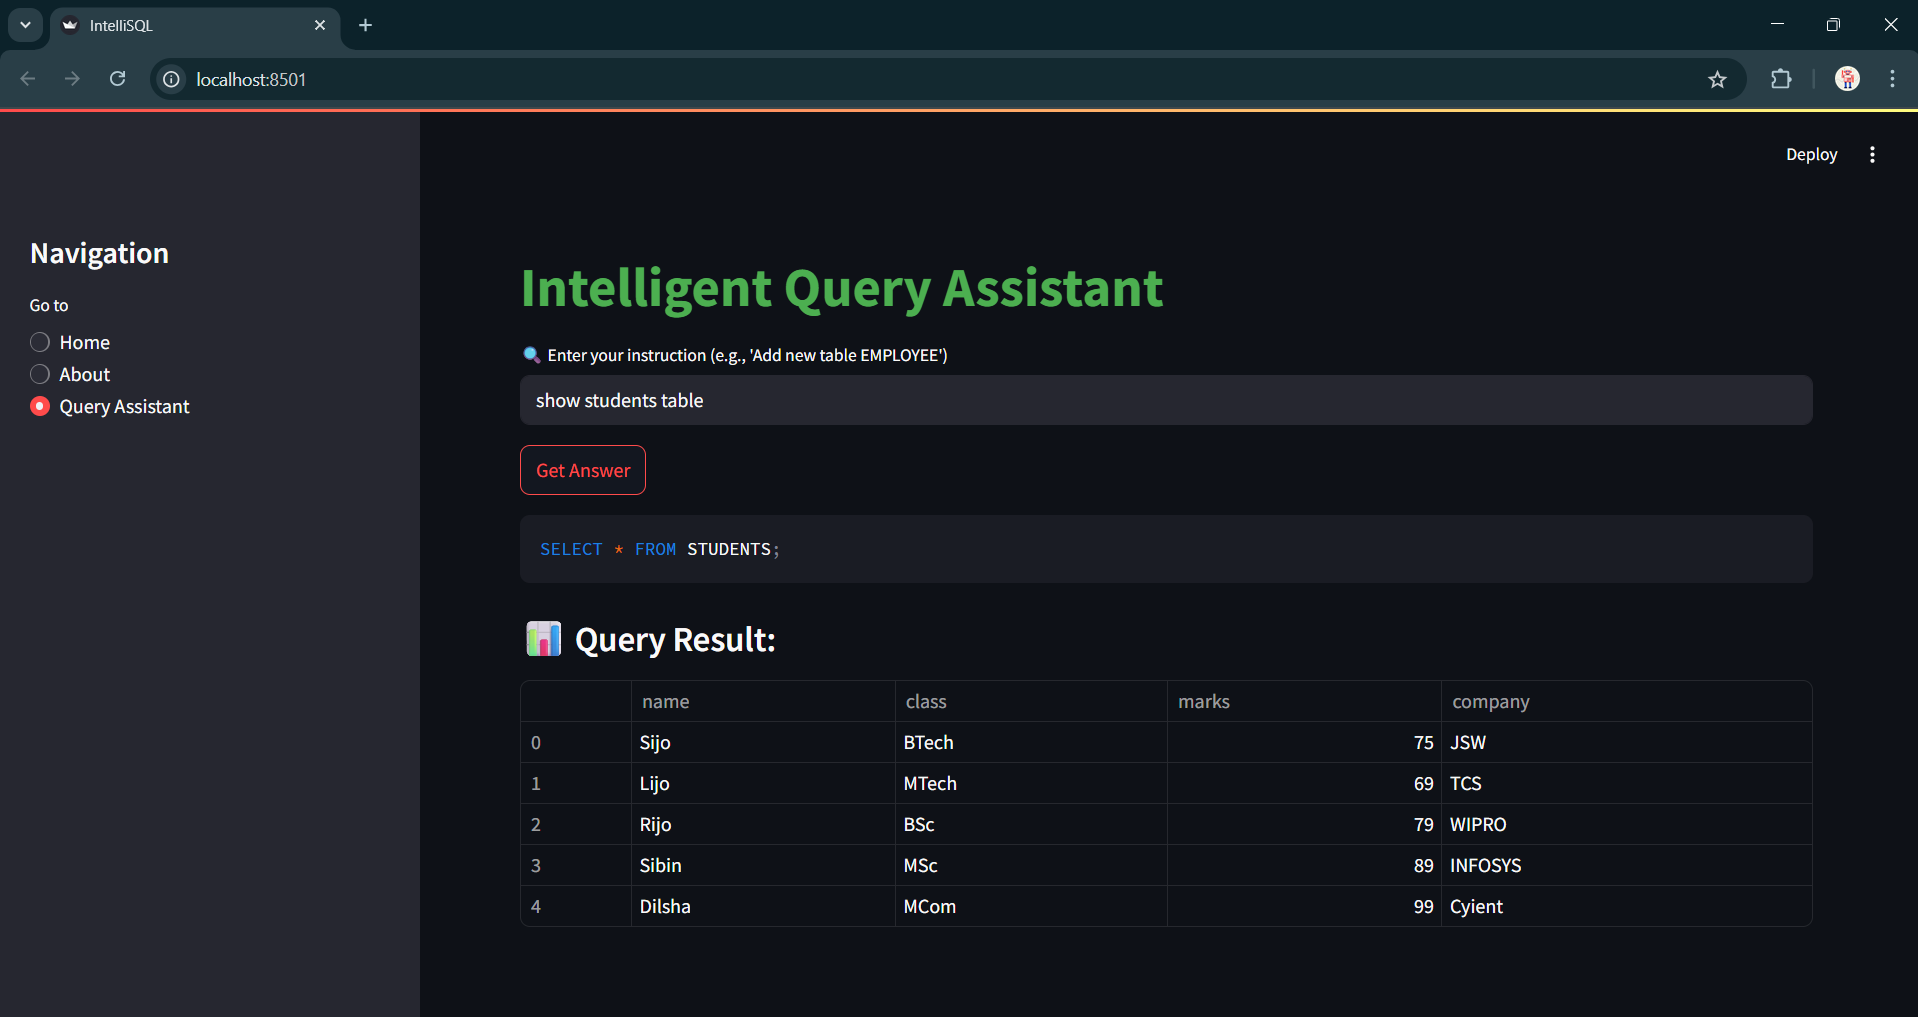 IntelliSQL
localhost:8501
Deploy
Navigation
Go to
Home
About
Query Assistant
Intelligent Query Assistant
🔍 Enter your instruction (e.g., 'Add new table EMPLOYEE')
show students table
Get Answer
SELECT * FROM STUDENTS;
📊 Query Result:
name class marks company
0 Sijo BTech 75 JSW
1 Lijo MTech 69 TCS
2 Rijo BSc 79 WIPRO
3 Sibin MSc 89 INFOSYS
4 Dilsha MCom 99 Cyient